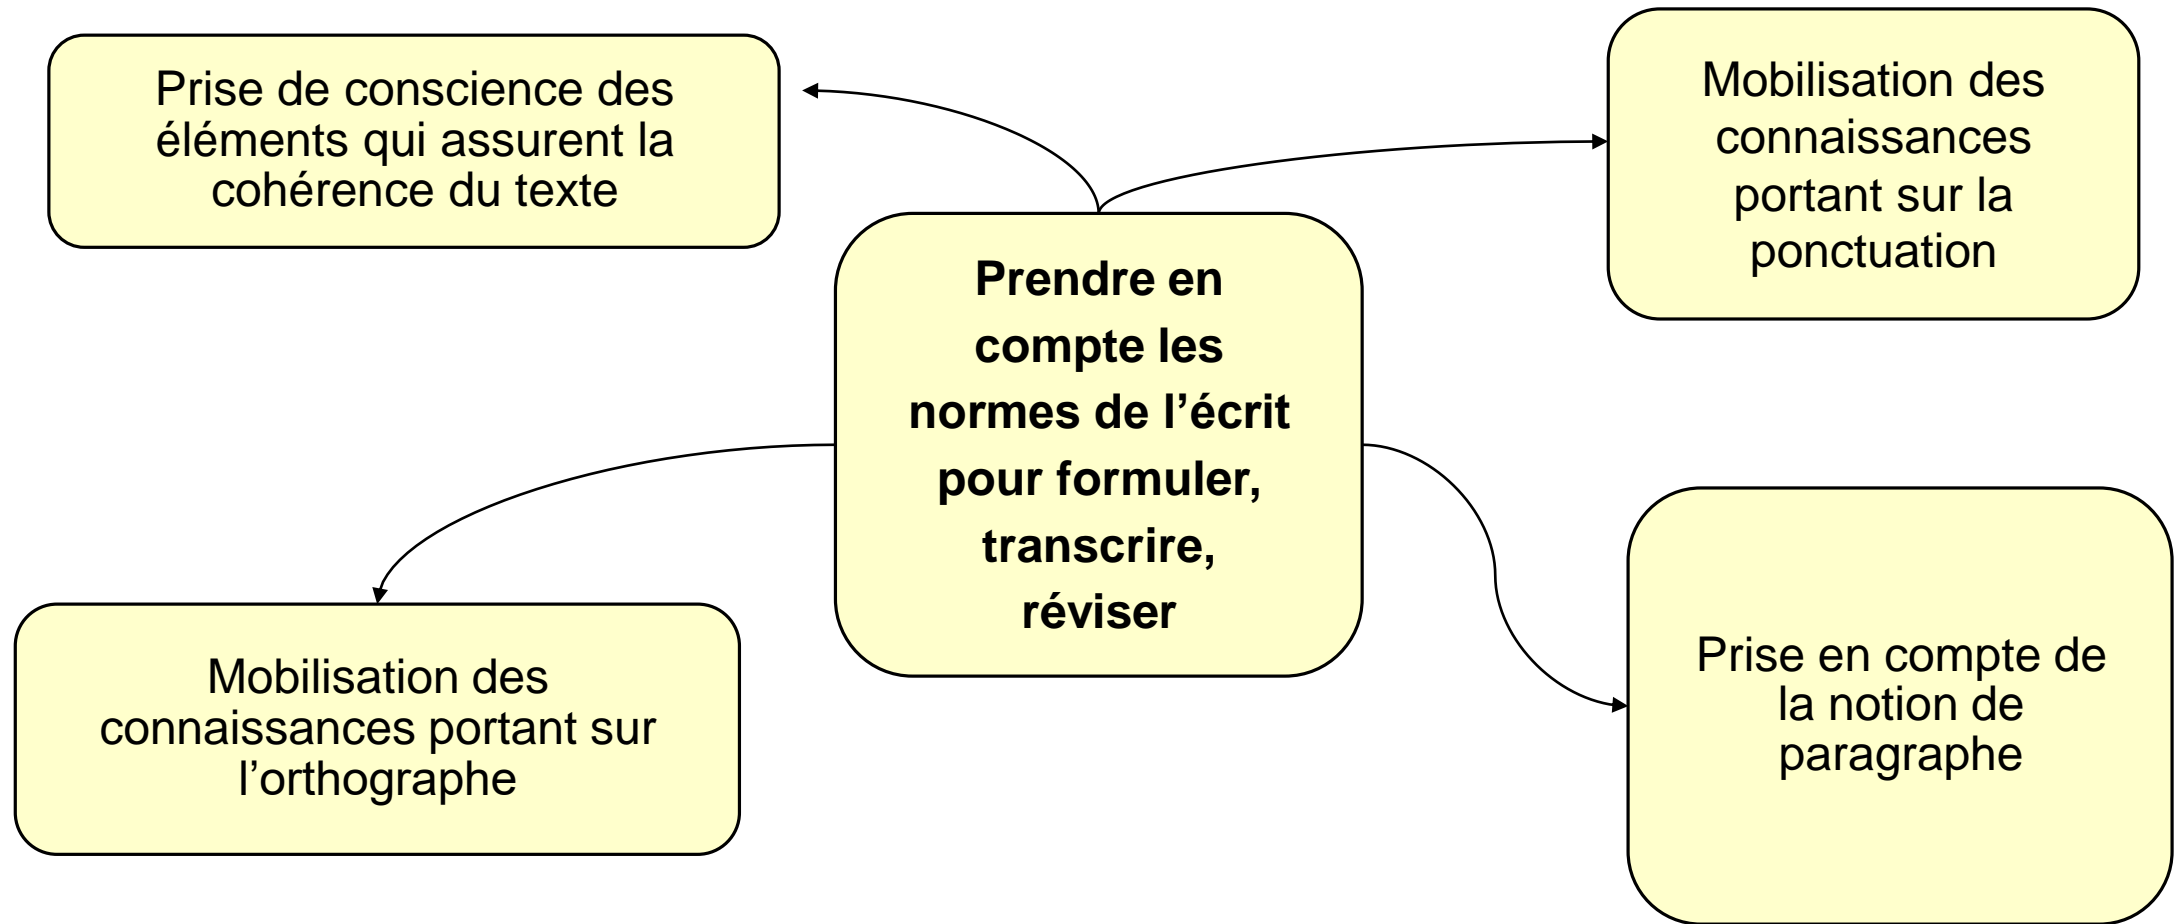 Prise de conscience des
éléments qui assurent la
cohérence du texte
Mobilisation des
connaissances
portant sur la
ponctuation
Prendre en
compte les
normes de l’écrit
pour formuler,
transcrire,
réviser
Mobilisation des
connaissances portant sur
l’orthographe
Prise en compte de
la notion de
paragraphe